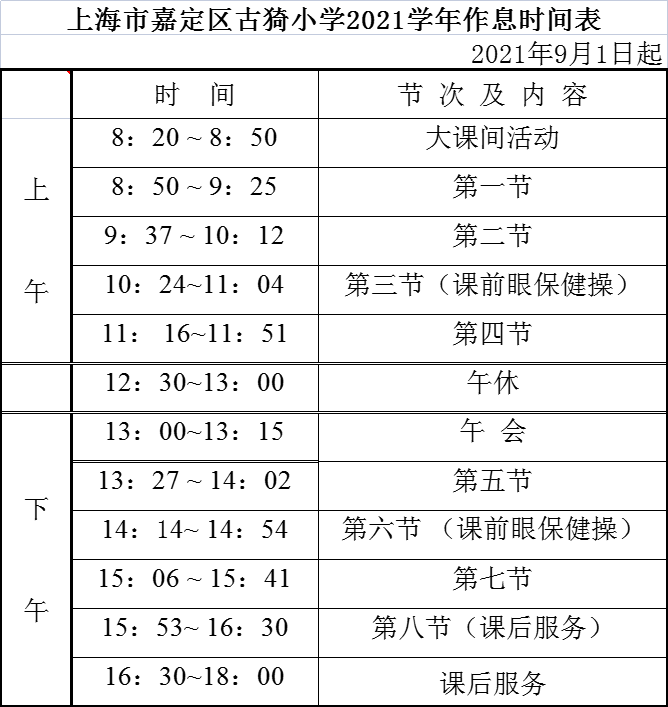 上海市嘉定区古猗小学2021学年作息时间表
2021年9月1日起
时 间 节 次 及 内 容
上午
8：20～8：50 大课间活动
8：50～9：25 第一节
9：37～10：12 第二节
10：24~11：04 第三节（课前眼保健操）
11： 16~11：51 第四节
12：30~13：00 午休
下午
13：00~13：15 午 会
13：27～14：02 第五节
14：14~ 14：54 第六节 （课前眼保健操）
15：06～15：41 第七节
15：53~ 16：30 第八节（课后服务）
16：30~18：00 课后服务